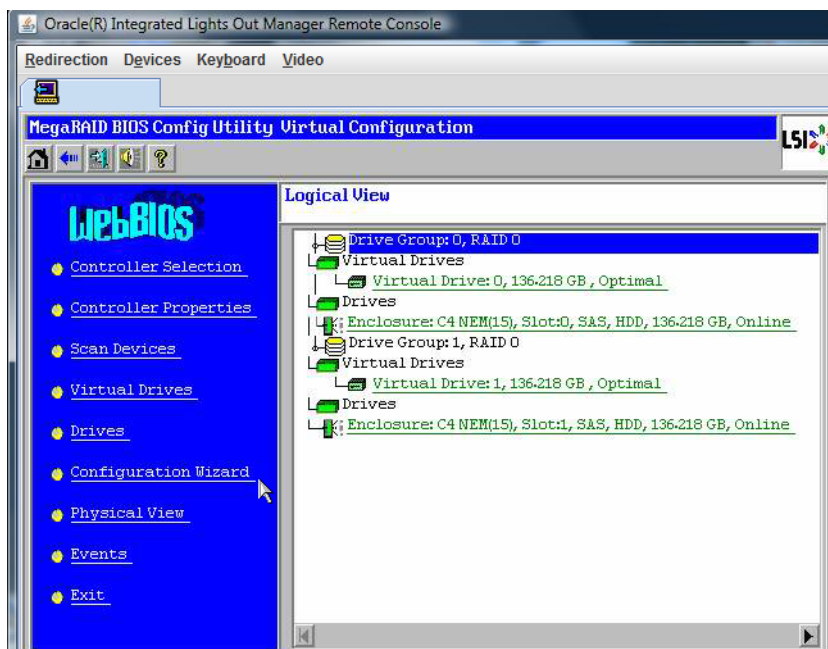 Oracle(R) Integrated Lights Out Manager Remote Console
Redirection Devices Keyboard Video
MegaRAID BIOS Config Utility Virtual Configuration
LSI
?
WebBIOS
Controller Selection
Controller Properties
Scan Devices
Virtual Drives
Drives
Configuration Wizard
Physical View
Events
Exit
Logical View
Drive Group: 0, RAID 0
Virtual Drives
Virtual Drive: 0, 136.218 GB , Optimal
Drives
Enclosure: C4 NEM(15), Slot:0, SAS, HDD, 136.218 GB, Online
Drive Group: 1, RAID 0
Virtual Drives
Virtual Drive: 1, 136.218 GB , Optimal
Drives
Enclosure: C4 NEM(15), Slot:1, SAS, HDD, 136.218 GB, Online